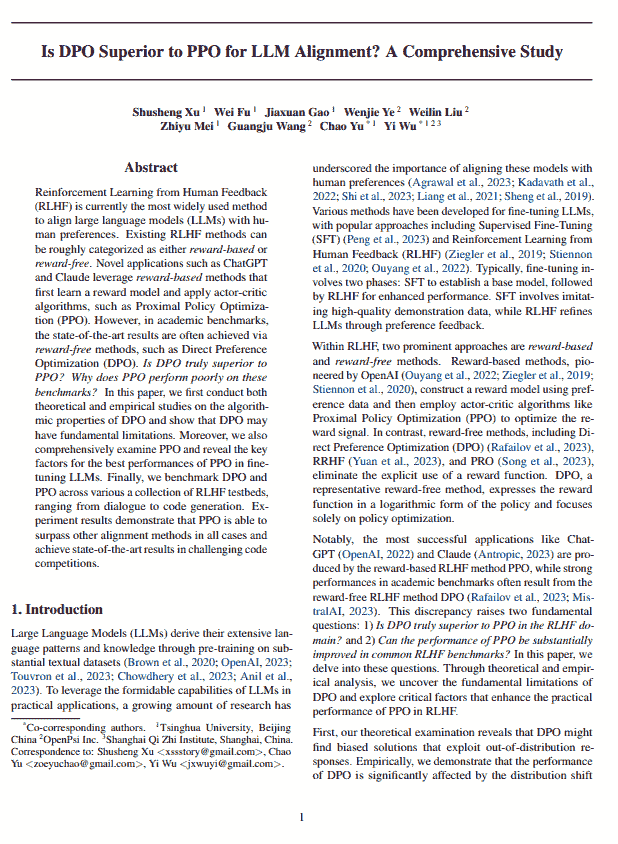 Is DPO Superior to PPO for LLM Alignment? A Comprehensive Study
Shusheng Xu 1 Wei Fu 1 Jiaxuan Gao 1 Wenjie Ye 2 Weilin Liu 2
Zhiyu Mei 1 Guangju Wang 2 Chao Yu * 1 Yi Wu * 1 2 3
Abstract
Reinforcement Learning from Human Feedback
(RLHF) is currently the most widely used method
to align large language models (LLMs) with hu-
man preferences. Existing RLHF methods can
be roughly categorized as either reward-based or
reward-free. Novel applications such as ChatGPT
and Claude leverage reward-based methods that
first learn a reward model and apply actor-critic
algorithms, such as Proximal Policy Optimiza-
tion (PPO). However, in academic benchmarks,
the state-of-the-art results are often achieved via
reward-free methods, such as Direct Preference
Optimization (DPO). Is DPO truly superior to
PPO? Why does PPO perform poorly on these
benchmarks? In this paper, we first conduct both
theoretical and empirical studies on the algorith-
mic properties of DPO and show that DPO may
have fundamental limitations. Moreover, we also
comprehensively examine PPO and reveal the key
factors for the best performances of PPO in fine-
tuning LLMs. Finally, we benchmark DPO and
PPO across various a collection of RLHF testbeds,
ranging from dialogue to code generation. Ex-
periment results demonstrate that PPO is able to
surpass other alignment methods in all cases and
achieve state-of-the-art results in challenging code
competitions.
1. Introduction
Large Language Models (LLMs) derive their extensive lan-
guage patterns and knowledge through pre-training on sub-
stantial textual datasets (Brown et al., 2020; OpenAI, 2023;
Touvron et al., 2023; Chowdhery et al., 2023; Anil et al.,
2023). To leverage the formidable capabilities of LLMs in
practical applications, a growing amount of research has
*Co-corresponding authors. 1Tsinghua University, Beijing
China 2OpenPsi Inc. 3Shanghai Qi Zhi Institute, Shanghai, China.
Correspondence to: Shusheng Xu <xssstory@gmail.com>, Chao
Yu <zoeyuchao@gmail.com>, Yi Wu <jxwuyi@gmail.com>.
underscored the importance of aligning these models with
human preferences (Agrawal et al., 2023; Kadavath et al.,
2022; Shi et al., 2023; Liang et al., 2021; Sheng et al., 2019).
Various methods have been developed for fine-tuning LLMs,
with popular approaches including Supervised Fine-Tuning
(SFT) (Peng et al., 2023) and Reinforcement Learning from
Human Feedback (RLHF) (Ziegler et al., 2019; Stiennon
et al., 2020; Ouyang et al., 2022). Typically, fine-tuning in-
volves two phases: SFT to establish a base model, followed
by RLHF for enhanced performance. SFT involves imitat-
ing high-quality demonstration data, while RLHF refines
LLMs through preference feedback.
Within RLHF, two prominent approaches are reward-based
and reward-free methods. Reward-based methods, pio-
neered by OpenAI (Ouyang et al., 2022; Ziegler et al., 2019;
Stiennon et al., 2020), construct a reward model using pref-
erence data and then employ actor-critic algorithms like
Proximal Policy Optimization (PPO) to optimize the re-
ward signal. In contrast, reward-free methods, including Di-
rect Preference Optimization (DPO) (Rafailov et al., 2023),
RRHF (Yuan et al., 2023), and PRO (Song et al., 2023),
eliminate the explicit use of a reward function. DPO, a
representative reward-free method, expresses the reward
function in a logarithmic form of the policy and focuses
solely on policy optimization.
Notably, the most successful applications like Chat-
GPT (OpenAI, 2022) and Claude (Antropic, 2023) are pro-
duced by the reward-based RLHF method PPO, while strong
performances in academic benchmarks often result from the
reward-free RLHF method DPO (Rafailov et al., 2023; Mis-
tralAI, 2023). This discrepancy raises two fundamental
questions: 1) Is DPO truly superior to PPO in the RLHF do-
main? and 2) Can the performance of PPO be substantially
improved in common RLHF benchmarks? In this paper, we
delve into these questions. Through theoretical and empir-
ical analysis, we uncover the fundamental limitations of
DPO and explore critical factors that enhance the practical
performance of PPO in RLHF.
First, our theoretical examination reveals that DPO might
find biased solutions that exploit out-of-distribution re-
sponses. Empirically, we demonstrate that the performance
of DPO is significantly affected by the distribution shift
1